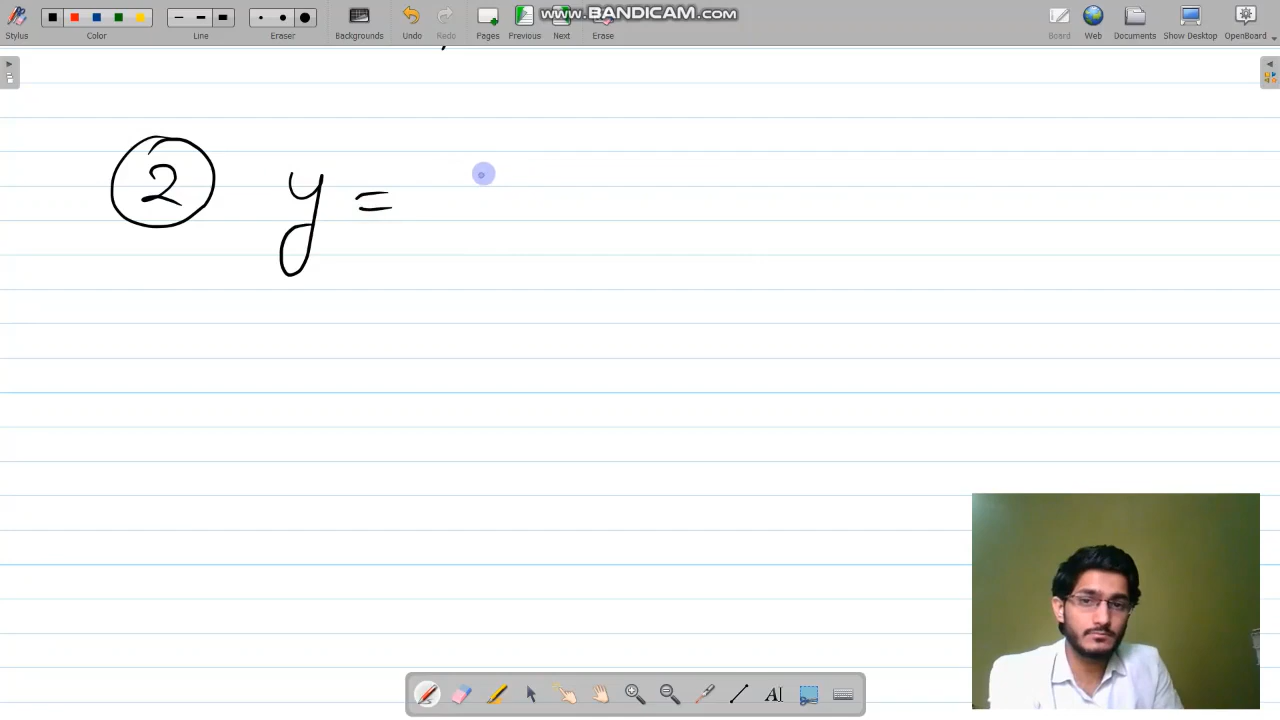 www.BANDICAM.com
Stylus Color Line Eraser Backgrounds Undo Redo Pages Previous Next Erase Board Web Documents Show Desktop OpenBoard
2 y =